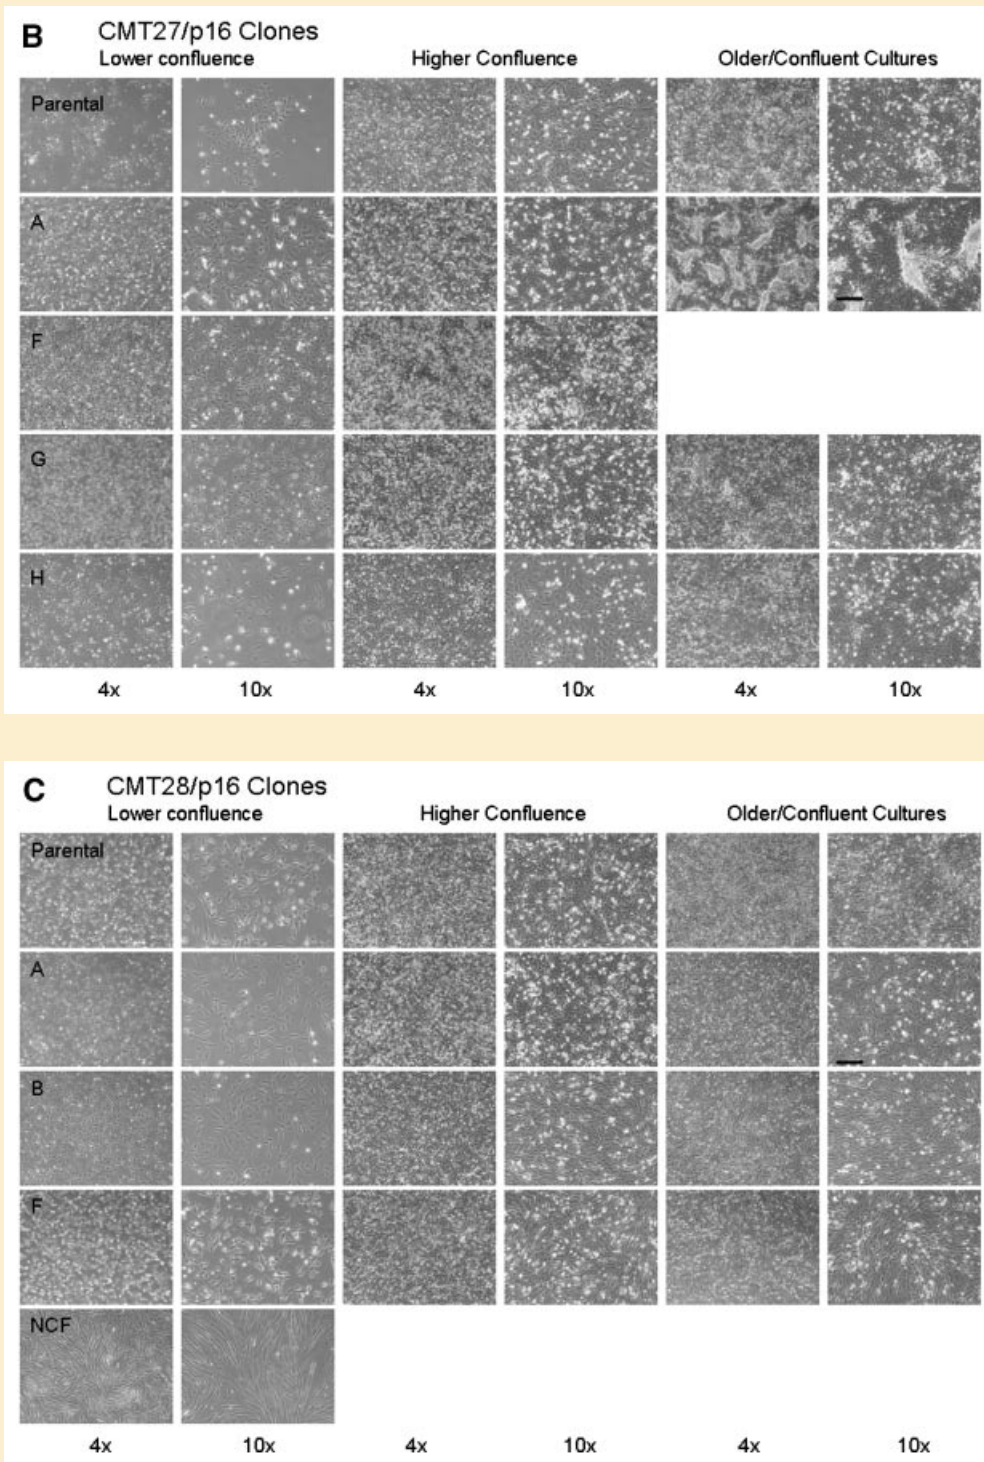 B CMT27/p16 Clones
Lower confluence Higher Confluence Older/Confluent Cultures
Parental
A
F
G
H
4x 10x 4x 10x 4x 10x
C CMT28/p16 Clones
Lower confluence Higher Confluence Older/Confluent Cultures
Parental
A
B
F
NCF
4x 10x 4x 10x 4x 10x